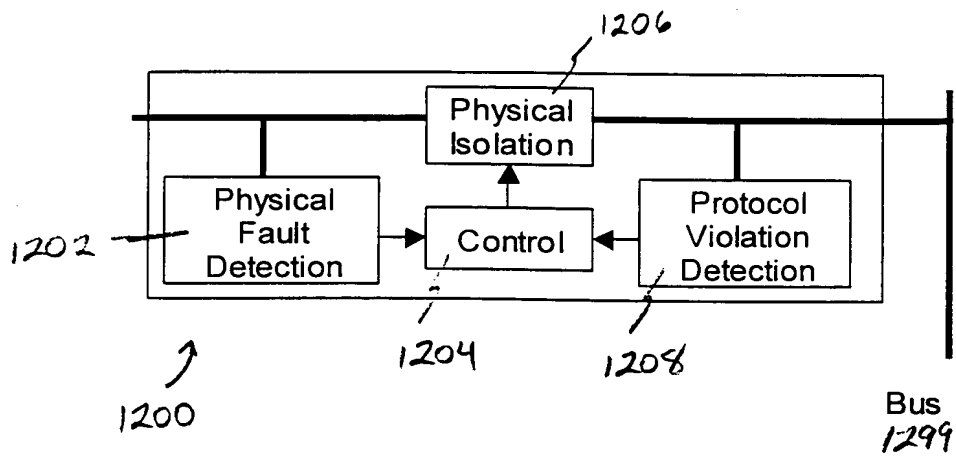 1206
Physical
Isolation
Physical
Fault
Detection
Control
Protocol
Violation
Detection
1202
1204
1208
1200
Bus
1299